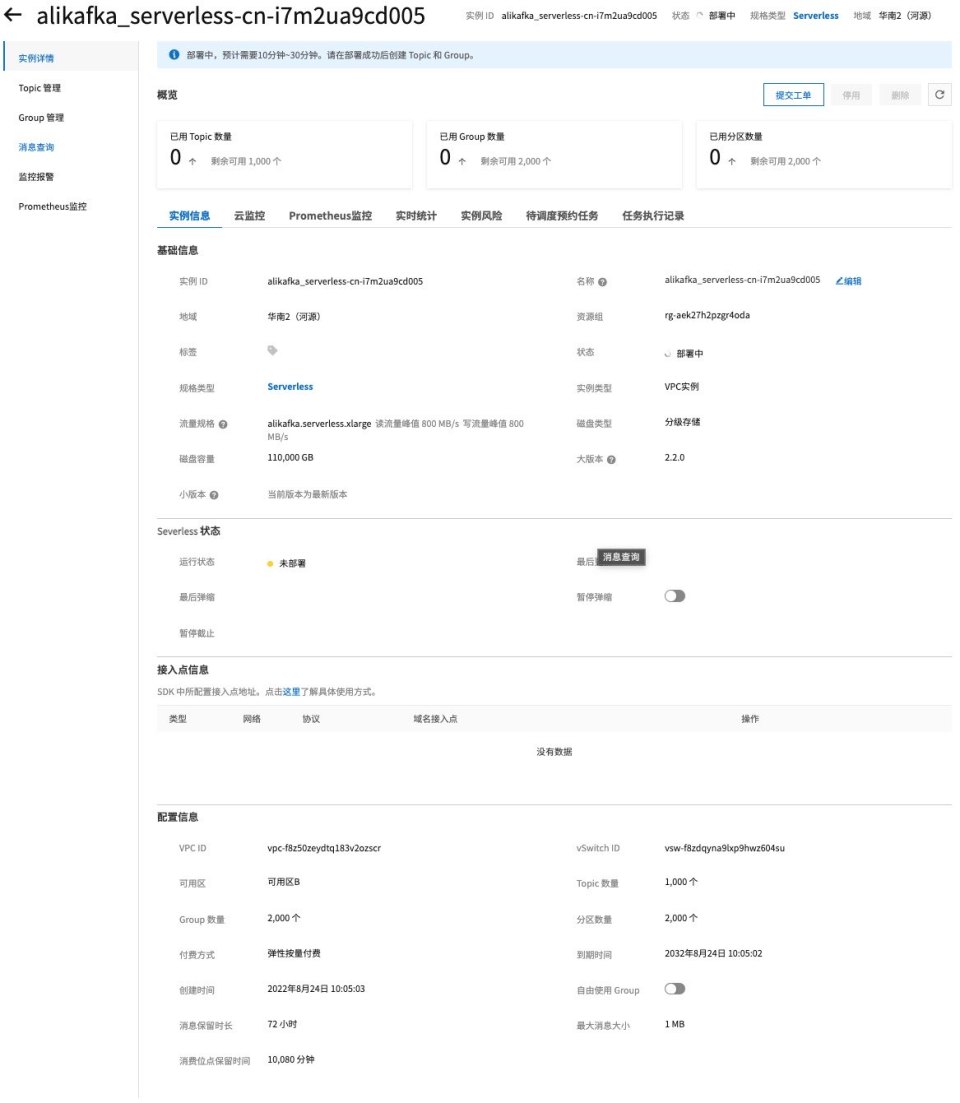 alikafka_serverless-cn-i7m2ua9cd005 实例 ID alikafka_serverless-cn-i7m2ua9cd005 状态 部署中 规格类型 Serverless 地域 华南2（河源）
实例详情
Topic 管理
Group 管理
消息查询
监控报警
Prometheus监控
部署中，预计需要10分钟~30分钟。请在部署成功后创建 Topic 和 Group。
概览 提交工单 停用 删除
已用 Topic 数量
0 剩余可用 1,000 个
已用 Group 数量
0 剩余可用 2,000 个
已用分区数量
0 剩余可用 2,000 个
实例信息 云监控 Prometheus监控 实时统计 实例风险 待调度预约任务 任务执行记录
基础信息
实例 ID alikafka_serverless-cn-i7m2ua9cd005 名称 alikafka_serverless-cn-i7m2ua9cd005 编辑
地域 华南2（河源） 资源组 rg-aek27h2pzgr4oda
标签 状态 部署中
规格类型 Serverless 实例类型 VPC实例
流量规格 alikafka.serverless.xlarge 读流量峰值 800 MB/s 写流量峰值 800 磁盘类型 分级存储
MB/s
磁盘容量 110,000 GB 大版本 2.2.0
小版本 当前版本为最新版本
Severless 状态
运行状态 未部署 最后 消息查询
最后弹缩 暂停弹缩
暂停截止
接入点信息
SDK 中所配置接入点地址。点击这里了解具体使用方式。
类型 网络 协议 域名接入点 操作
没有数据
配置信息
VPC ID vpc-f8z50zeydtq183v2ozscr vSwitch ID vsw-f8zdqyna9lxp9hwz604su
可用区 可用区B Topic 数量 1,000 个
Group 数量 2,000 个 分区数量 2,000 个
付费方式 弹性按量付费 到期时间 2032年8月24日 10:05:02
创建时间 2022年8月24日 10:05:03 自由使用 Group
消息保留时长 72 小时 最大消息大小 1 MB
消费位点保留时间 10,080 分钟